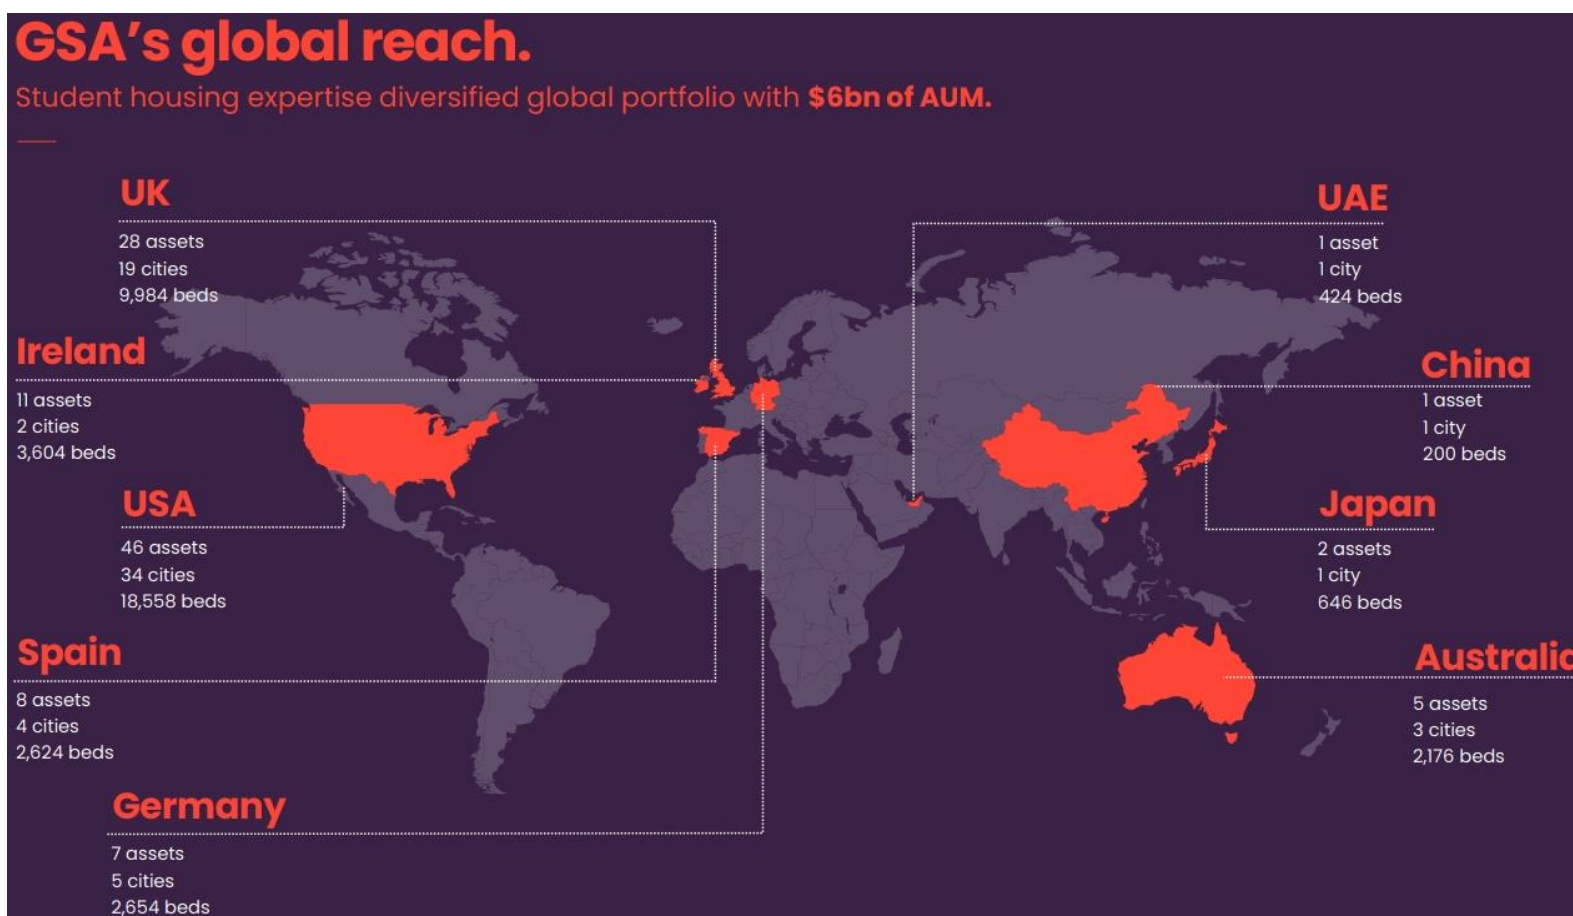 GSA's global reach.
Student housing expertise diversified global portfolio with $6bn of AUM.
UK
28 assets
19 cities
9,984 beds
Ireland
11 assets
2 cities
3,604 beds
USA
46 assets
34 cities
18,558 beds
Spain
8 assets
4 cities
2,624 beds
Germany
7 assets
5 cities
2,654 beds
UAE
1 asset
1 city
424 beds
China
1 asset
1 city
200 beds
Japan
2 assets
1 city
646 beds
Australia
5 assets
3 cities
2,176 beds